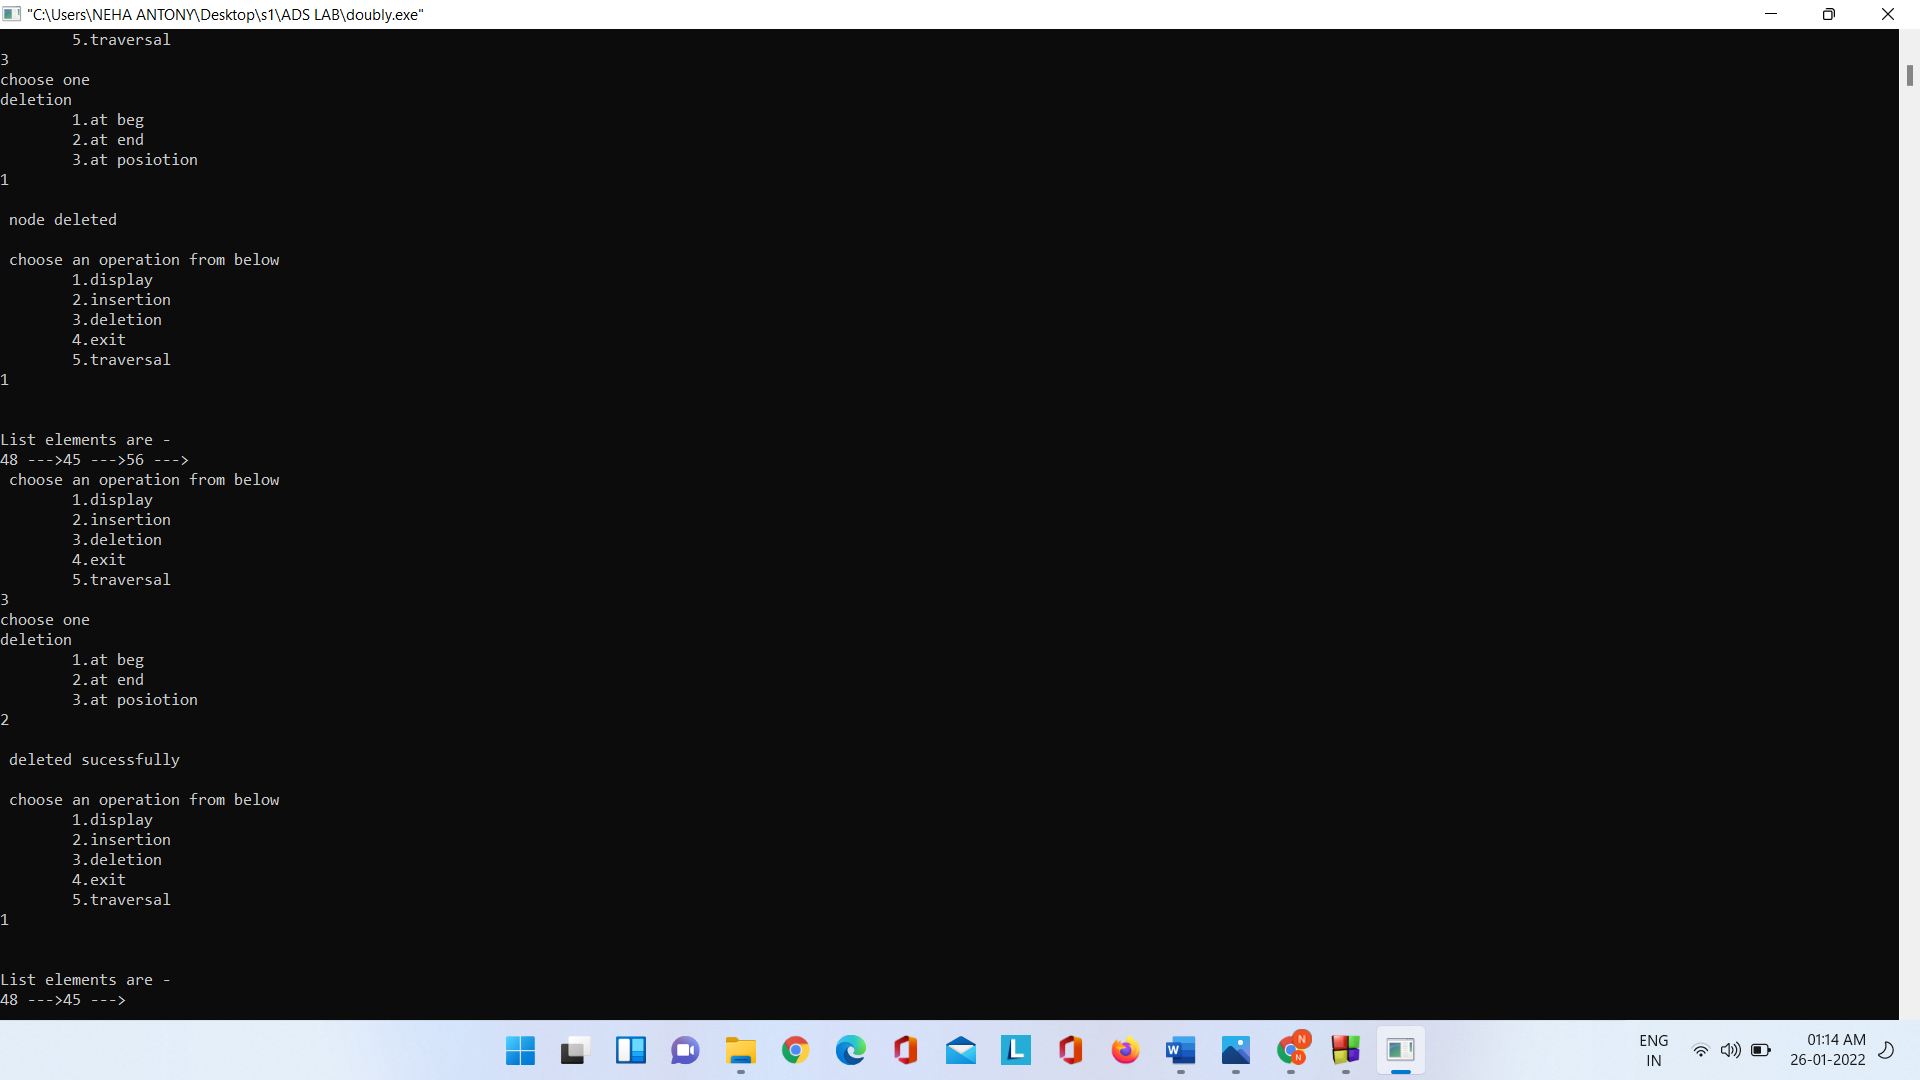 "C:\Users\NEHA ANTONY\Desktop\s1\ADS LAB\doubly.exe"
5.traversal
3
choose one
deletion
1.at beg
2.at end
3.at posiotion
1
node deleted
choose an operation from below
1.display
2.insertion
3.deletion
4.exit
5.traversal
1
List elements are -
48 --->45 --->56 --->
choose an operation from below
1.display
2.insertion
3.deletion
4.exit
5.traversal
3
choose one
deletion
1.at beg
2.at end
3.at posiotion
2
deleted sucessfully
choose an operation from below
1.display
2.insertion
3.deletion
4.exit
5.traversal
1
List elements are -
48 --->45 --->
ENG
IN
01:14 AM
26-01-2022